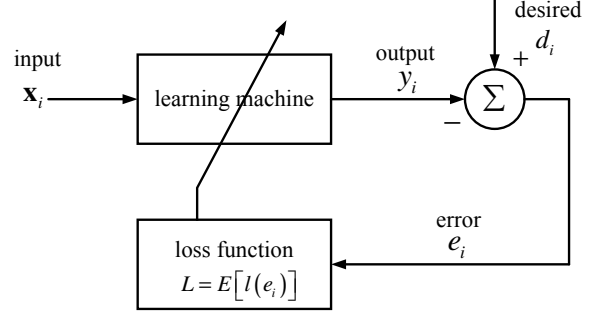 desired
+ d_i
input
output
x_i
learning machine
y_i
Σ
−
error
e_i
loss function
L = E[l(e_i)]